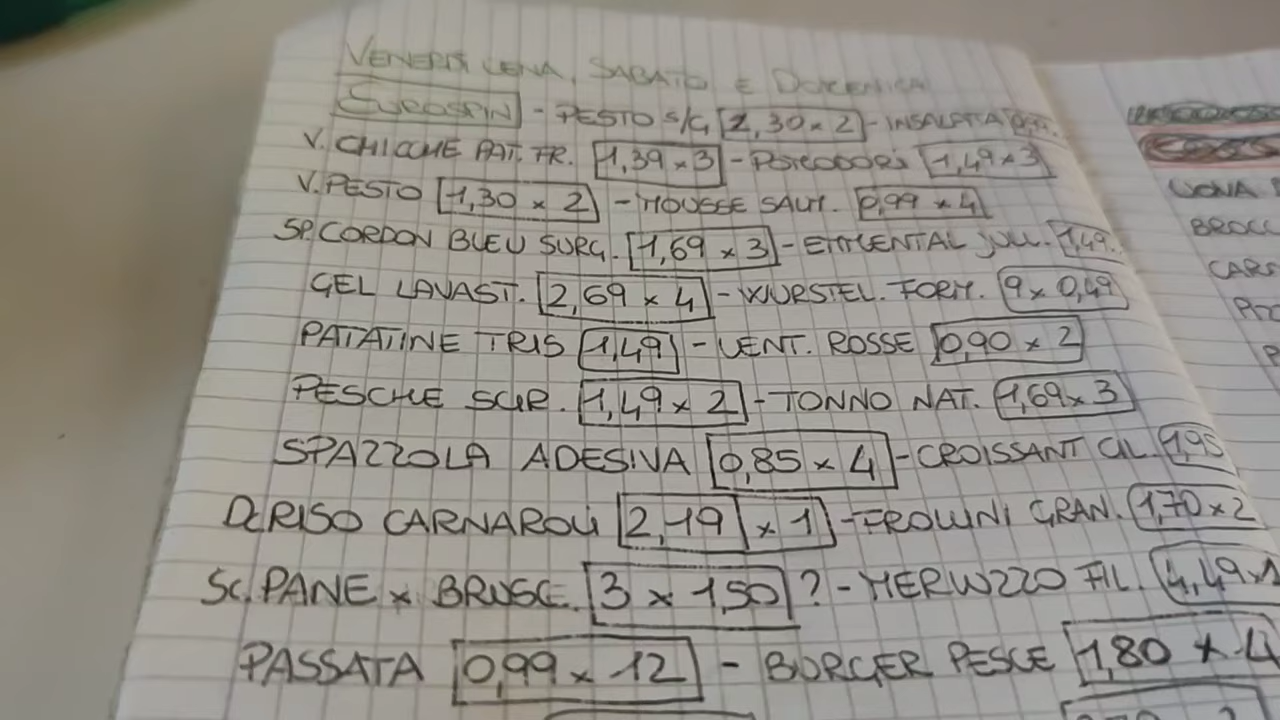 VENERDÌ CENA, SABATO E DOMENICA
EUROSPIN - PESTO S/G 2,30 x 2 - INSALATA
V. CHICCHE PAT. FR. 1,39 x 3 - POMODORI 1,49 x 3
V. PESTO 1,30 x 2 - MOUSSE SALM. 0,99 x 4
SP. CORDON BLEU SURG. 1,69 x 3 - EMMENTAL JUL. 1,49
GEL LAVAST. 2,69 x 4 - WURSTEL. FORM. 9 x 0,49
PATATINE TRIS 1,49 - LENT. ROSSE 0,90 x 2
PESCHE SCIR. 1,49 x 2 - TONNO NAT. 1,69 x 3
SPAZZOLA ADESIVA 0,85 x 4 - CROISSANT CIL. 1,95
D. RISO CARNAROLI 2,19 x 1 - FROLLINI GRAN. 1,70 x 2
SC. PANE x BRUSC. 3 x 1,50 ? - MERLUZZO FIL. 4,49 x 1
PASSATA 0,99 x 12 - BURGER PESCE 1,80 x 4
BROCC